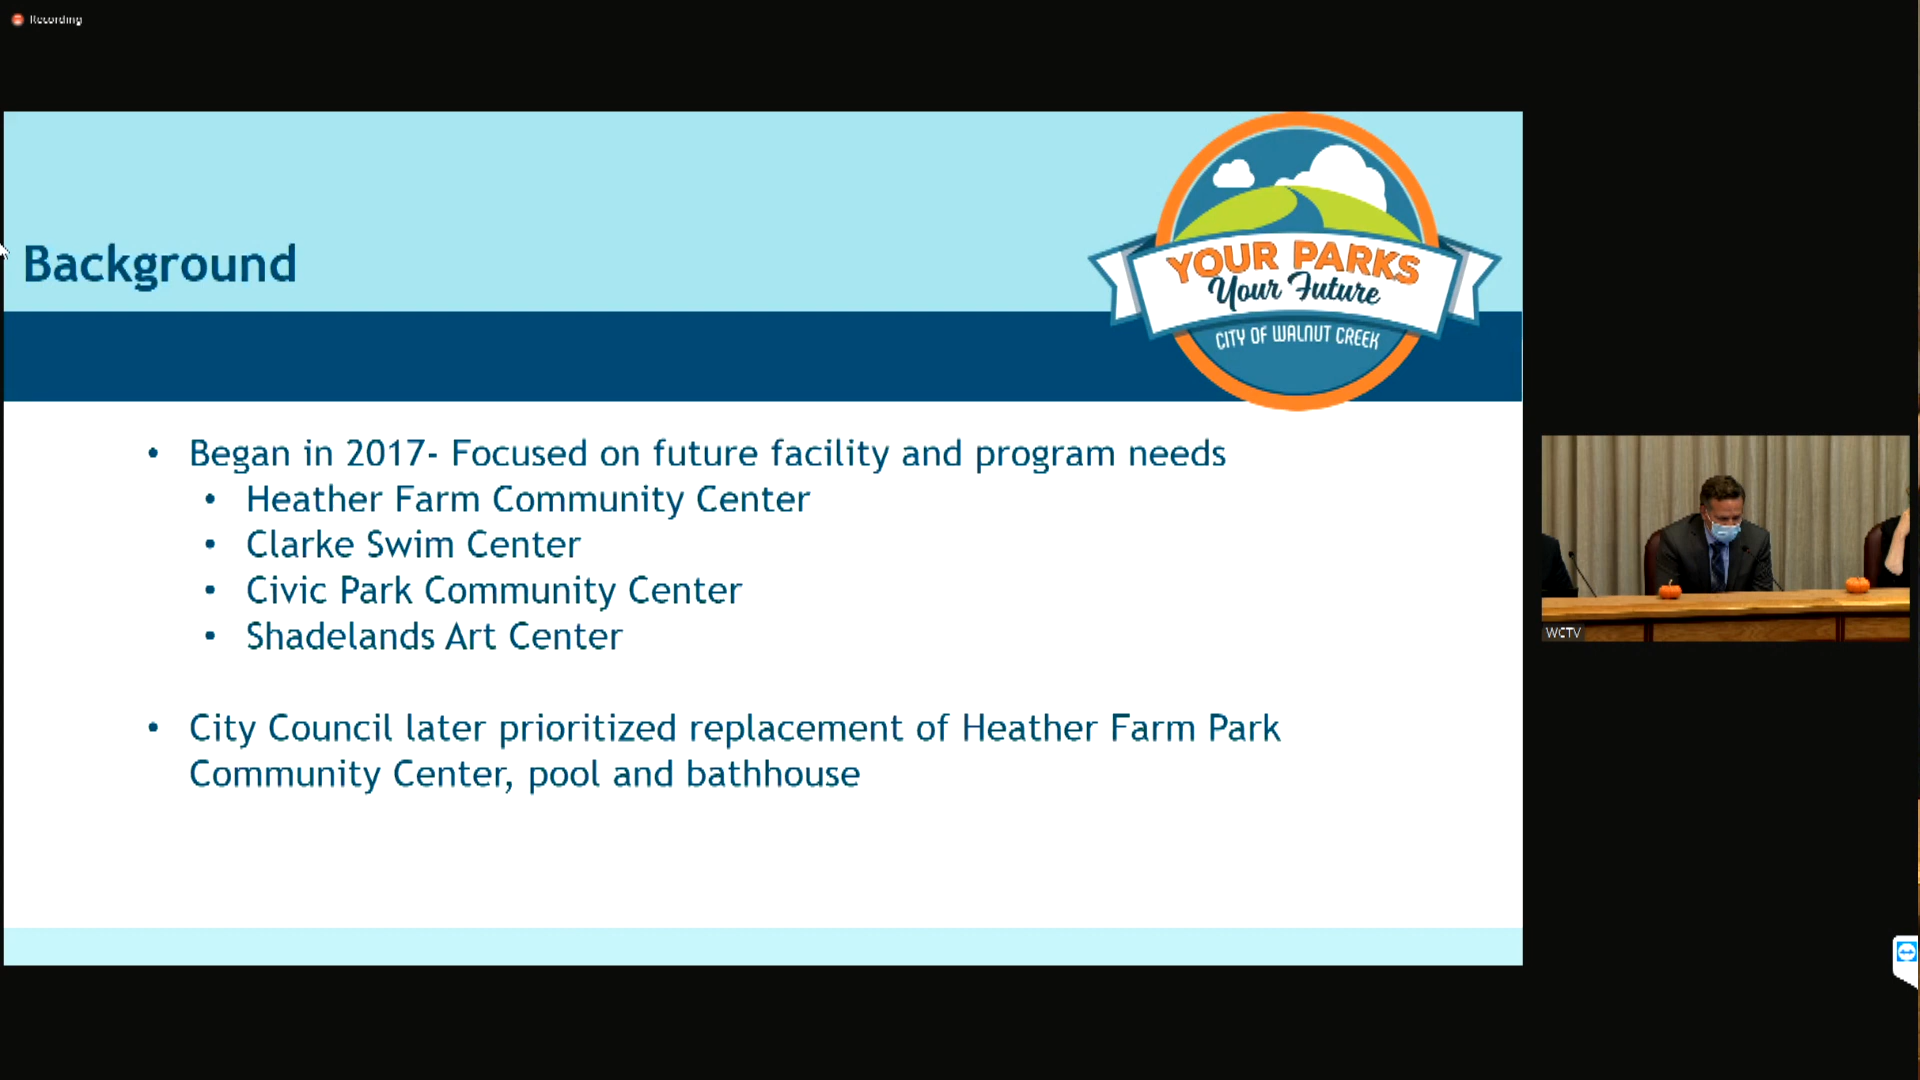 Recording
YOUR PARKS
Your Future
CITY OF WALNUT CREEK
Background
• Began in 2017- Focused on future facility and program needs
• Heather Farm Community Center
• Clarke Swim Center
• Civic Park Community Center
• Shadelands Art Center
• City Council later prioritized replacement of Heather Farm Park
Community Center, pool and bathhouse
WCTV